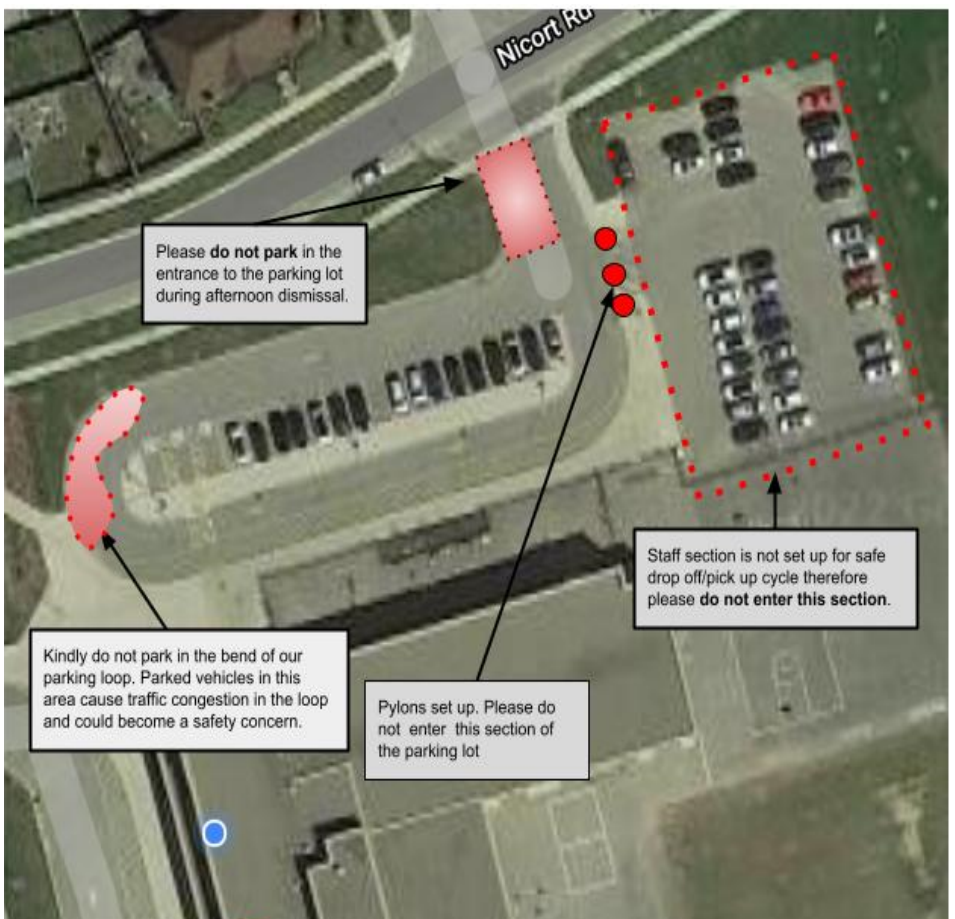 Nicort Rd
Please do not park in the
entrance to the parking lot
during afternoon dismissal.
Staff section is not set up for safe
drop off/pick up cycle therefore
please do not enter this section.
Kindly do not park in the bend of our
parking loop. Parked vehicles in this
area cause traffic congestion in the loop
and could become a safety concern.
Pylons set up. Please do
not enter this section of
the parking lot